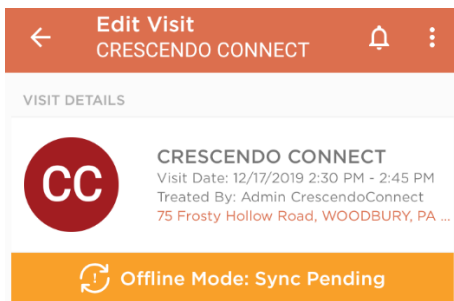 Edit Visit
CRESCENDO CONNECT
VISIT DETAILS
CC
CRESCENDO CONNECT
Visit Date: 12/17/2019 2:30 PM - 2:45 PM
Treated By: Admin CrescendoConnect
75 Frosty Hollow Road, WOODBURY, PA ...
! Offline Mode: Sync Pending